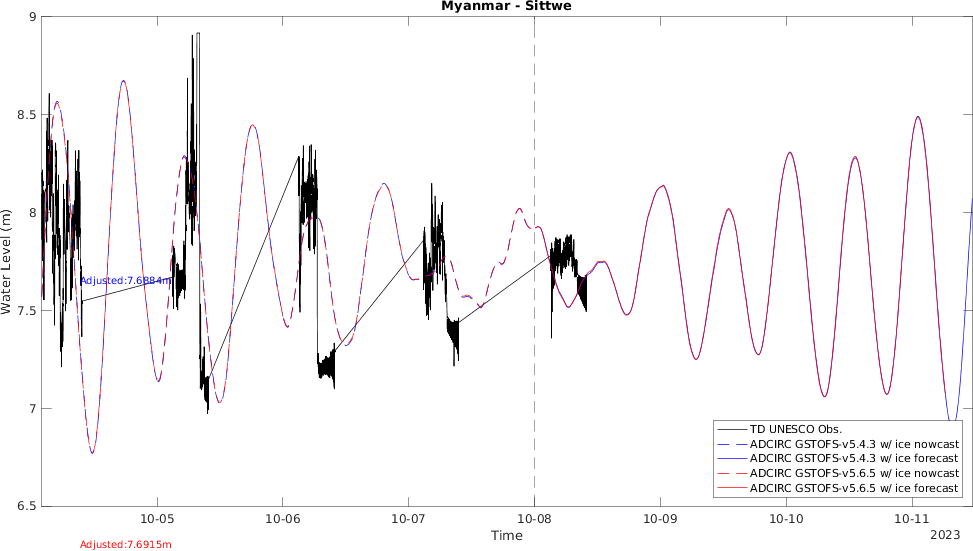 Myanmar - Sittwe
9
8.5
8
7.5
7
6.5
Water Level (m)
Adjusted:7.6884m
TD UNESCO Obs.
ADCIRC GSTOFS-v5.4.3 w/ ice nowcast
ADCIRC GSTOFS-v5.4.3 w/ ice forecast
ADCIRC GSTOFS-v5.6.5 w/ ice nowcast
ADCIRC GSTOFS-v5.6.5 w/ ice forecast
10-05 10-06 10-07 10-08 10-09 10-10 10-11
Time
2023
Adjusted:7.6915m